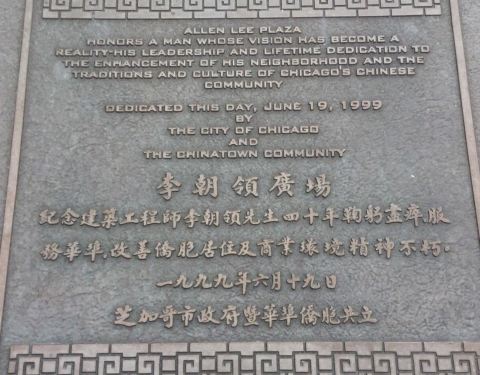 ALLEN LEE PLAZA
HONORS A MAN WHOSE VISION HAS BECOME A
REALITY-HIS LEADERSHIP AND LIFETIME DEDICATION TO
THE ENHANCEMENT OF HIS NEIGHBORHOOD AND THE
TRADITIONS AND CULTURE OF CHICAGO'S CHINESE
COMMUNITY
DEDICATED THIS DAY, JUNE 19, 1999
BY
THE CITY OF CHICAGO
AND
THE CHINATOWN COMMUNITY
李朝領廣場
紀念建築工程師李朝領先生四十年鞠躬盡瘁,服
務華埠,改善僑胞居住及商業環境精神不朽.
一九九九年六月十九日
芝加哥市政府暨華埠僑胞共立